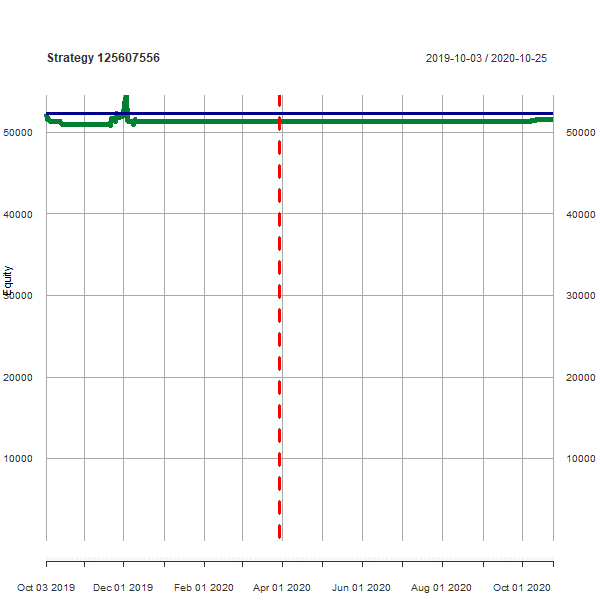 Strategy 125607556
2019-10-03 / 2020-10-25
50000
50000
40000
40000
Equity
30000
30000
20000
20000
10000
10000
Oct 03 2019
Dec 01 2019
Feb 01 2020
Apr 01 2020
Jun 01 2020
Aug 01 2020
Oct 01 2020